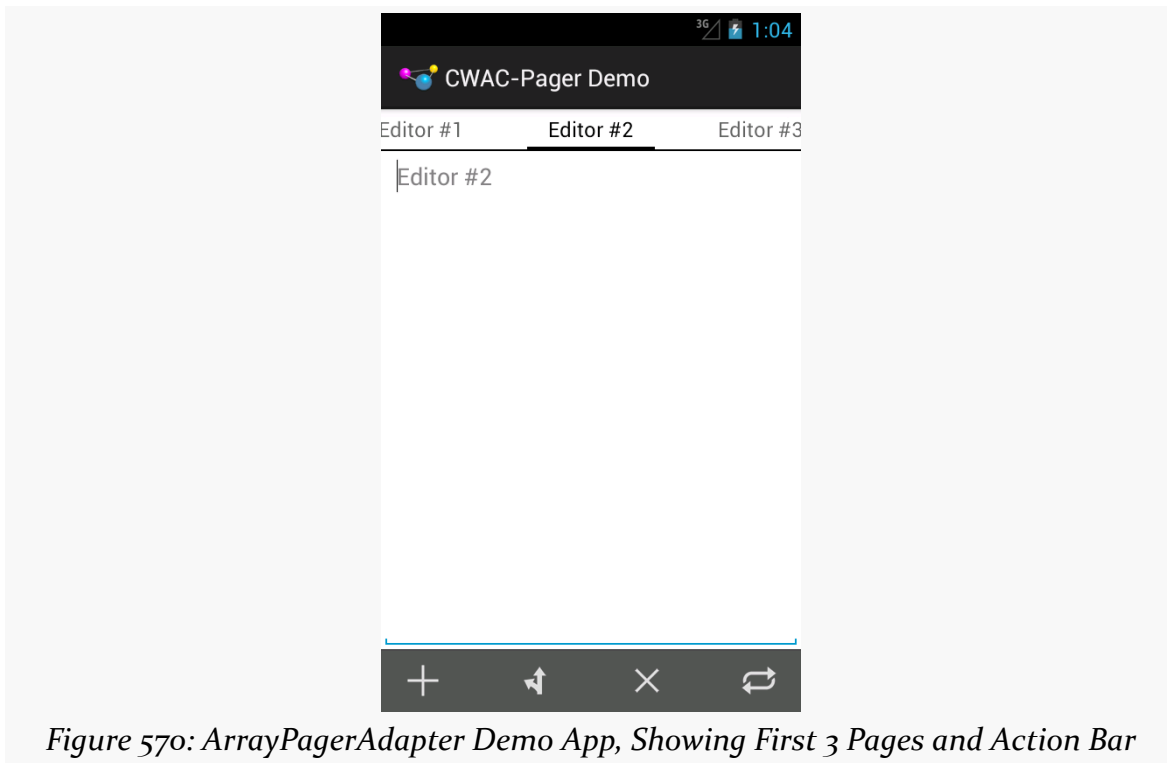 3G 1:04
CWAC-Pager Demo
Editor #1 Editor #2 Editor #3
Editor #2
Figure 570: ArrayPagerAdapter Demo App, Showing First 3 Pages and Action Bar